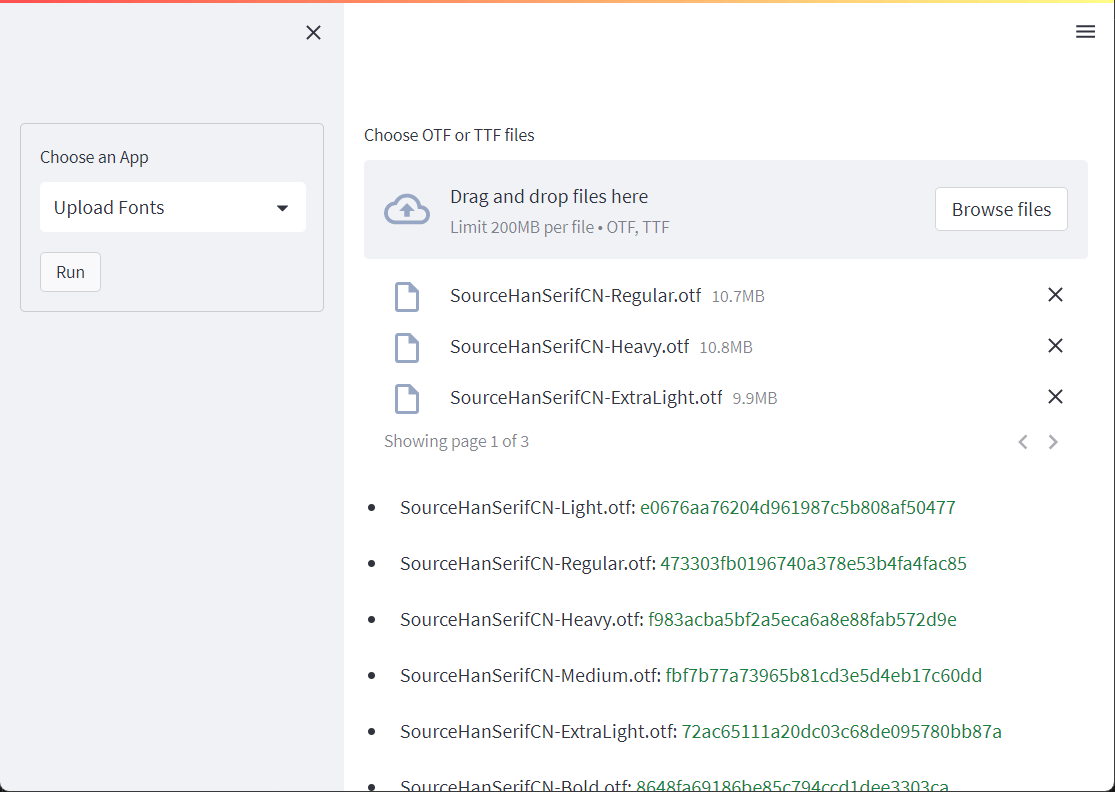 Choose an App
Upload Fonts
Run
Choose OTF or TTF files
Drag and drop files here
Limit 200MB per file • OTF, TTF
Browse files
SourceHanSerifCN-Regular.otf 10.7MB
SourceHanSerifCN-Heavy.otf 10.8MB
SourceHanSerifCN-ExtraLight.otf 9.9MB
Showing page 1 of 3
SourceHanSerifCN-Light.otf: e0676aa76204d961987c5b808af50477
SourceHanSerifCN-Regular.otf: 473303fb0196740a378e53b4fa4fac85
SourceHanSerifCN-Heavy.otf: f983acba5bf2a5eca6a8e88fab572d9e
SourceHanSerifCN-Medium.otf: fbf7b77a73965b81cd3e5d4eb17c60dd
SourceHanSerifCN-ExtraLight.otf: 72ac65111a20dc03c68de095780bb87a
SourceHanSerifCN-Bold.otf: 8648fa69186be85c794ccd1dee3303ca